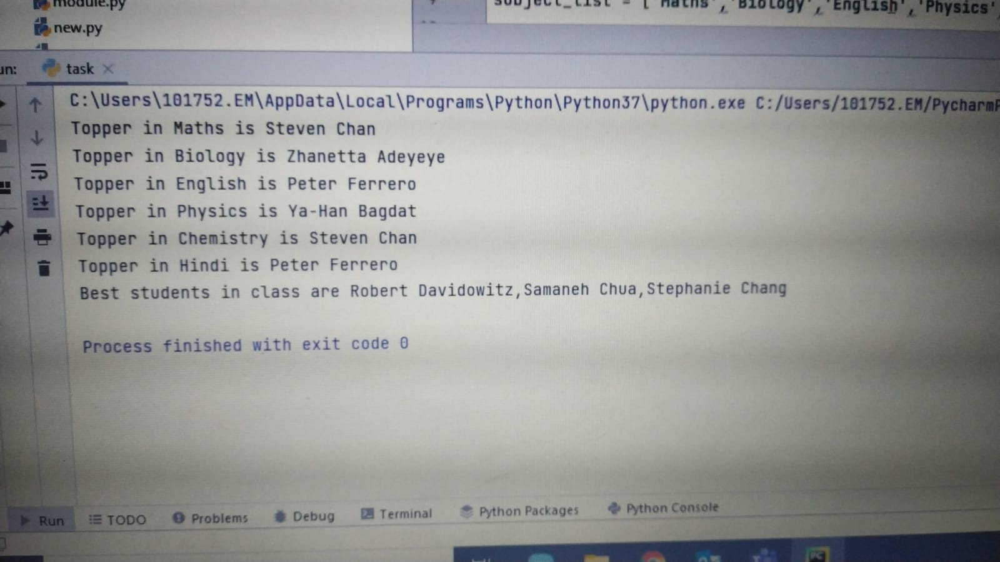 module.py
subject_list = ['Maths','Biology','English','Physics',
new.py
un:
task
C:\Users\101752.EM\AppData\Local\Programs\Python\Python37\python.exe C:/Users/101752.EM/PycharmP
Topper in Maths is Steven Chan
Topper in Biology is Zhanetta Adeyeye
Topper in English is Peter Ferrero
Topper in Physics is Ya-Han Bagdat
Topper in Chemistry is Steven Chan
Topper in Hindi is Peter Ferrero
Best students in class are Robert Davidowitz,Samaneh Chua,Stephanie Chang
Process finished with exit code 0
Run TODO Problems Debug Terminal Python Packages Python Console
PC